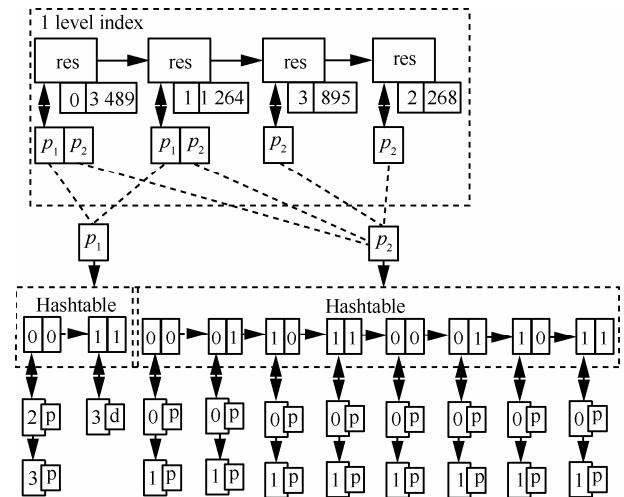 1 level index
res res res res
0 3 489 1 1 264 3 895 2 268
p1 p2 p1 p2 p2 p2
p1 p2
Hashtable Hashtable
0 0 1 1 0 0 0 1 1 0 1 1 0 0 0 1 1 0 1 1
2 p 3 d 0 p 0 p 0 p 0 p 0 p 0 p 0 p 0 p
3 p 1 p 1 p 1 p 1 p 1 p 1 p 1 p 1 p